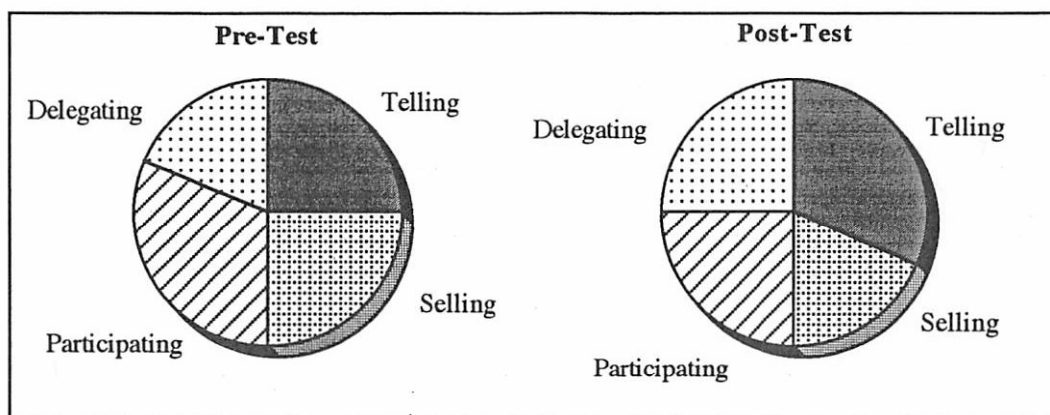 Pre-Test
Delegating
Telling
Selling
Participating
Post-Test
Delegating
Telling
Selling
Participating